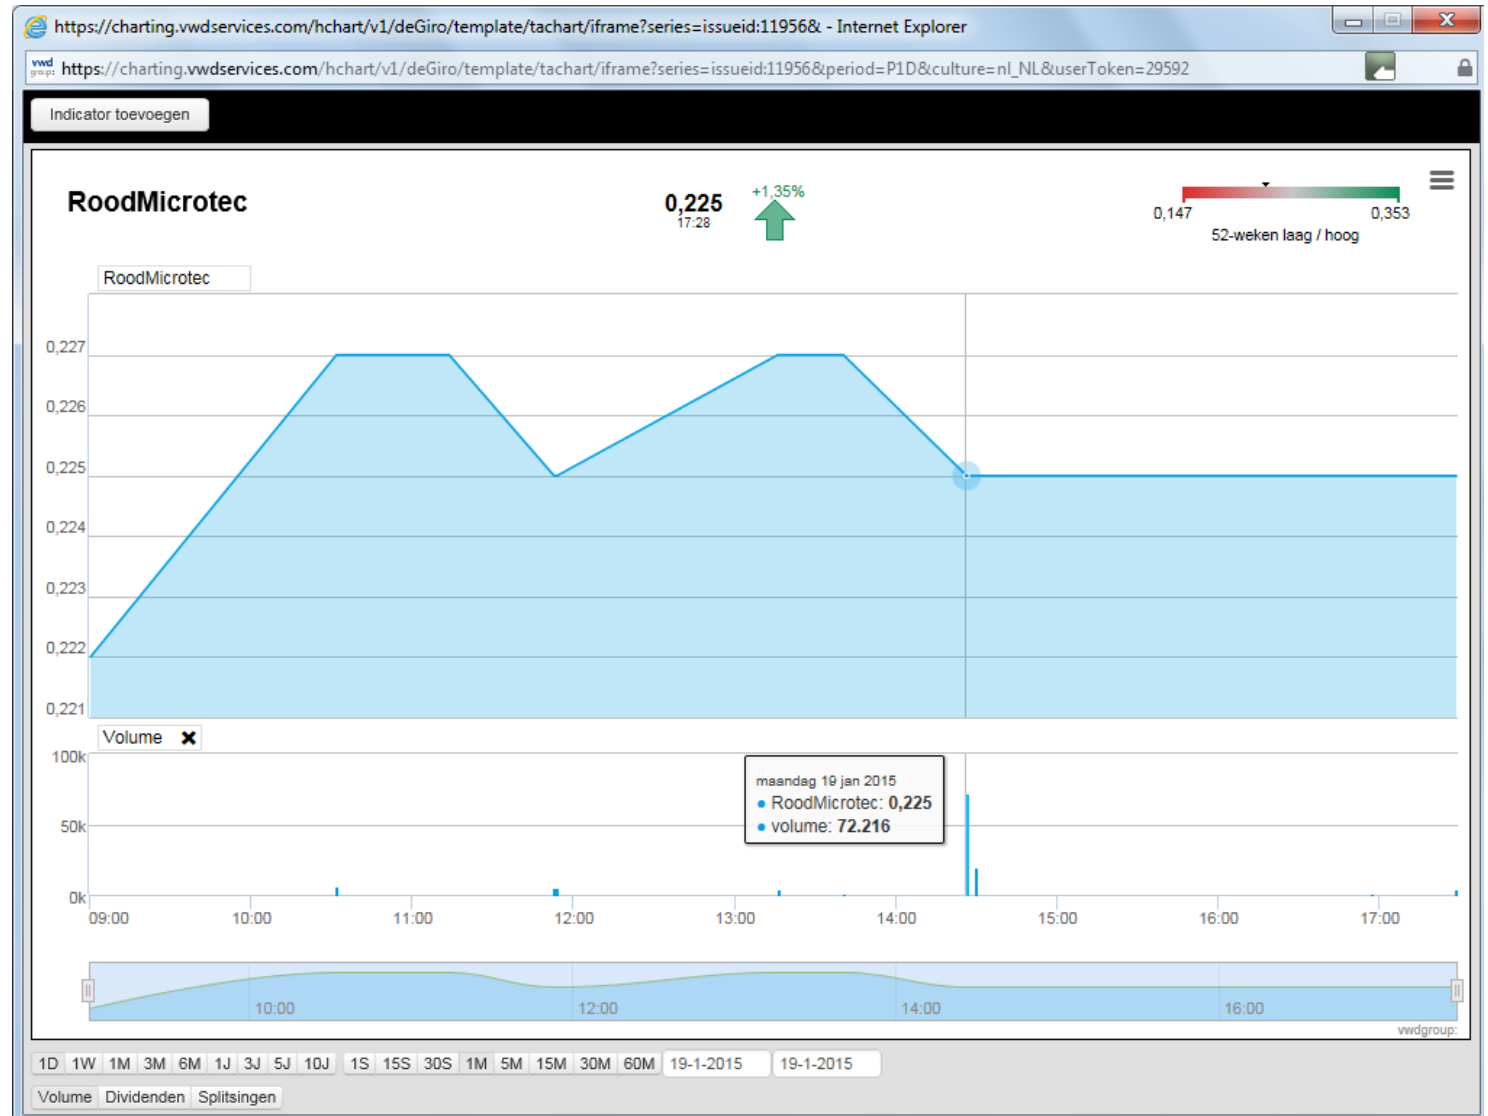 https://charting.vwdservices.com/hchart/v1/deGiro/template/tachart/iframe?series=issueid:11956& - Internet Explorer
vwd group: https://charting.vwdservices.com/hchart/v1/deGiro/template/tachart/iframe?series=issueid:11956&period=P1D&culture=nl_NL&userToken=29592
Indicator toevoegen
RoodMicrotec
0,225
17:28
+1,35%
0,147 0,353
52-weken laag / hoog
RoodMicrotec
0,227
0,226
0,225
0,224
0,223
0,222
0,221
Volume
100k
50k
0k
maandag 19 jan 2015
• RoodMicrotec: 0,225
• volume: 72.216
09:00 10:00 11:00 12:00 13:00 14:00 15:00 16:00 17:00
10:00 12:00 14:00 16:00
vwdgroup:
1D 1W 1M 3M 6M 1J 3J 5J 10J 1S 15S 30S 1M 5M 15M 30M 60M 19-1-2015 19-1-2015
Volume Dividenden Splitsingen